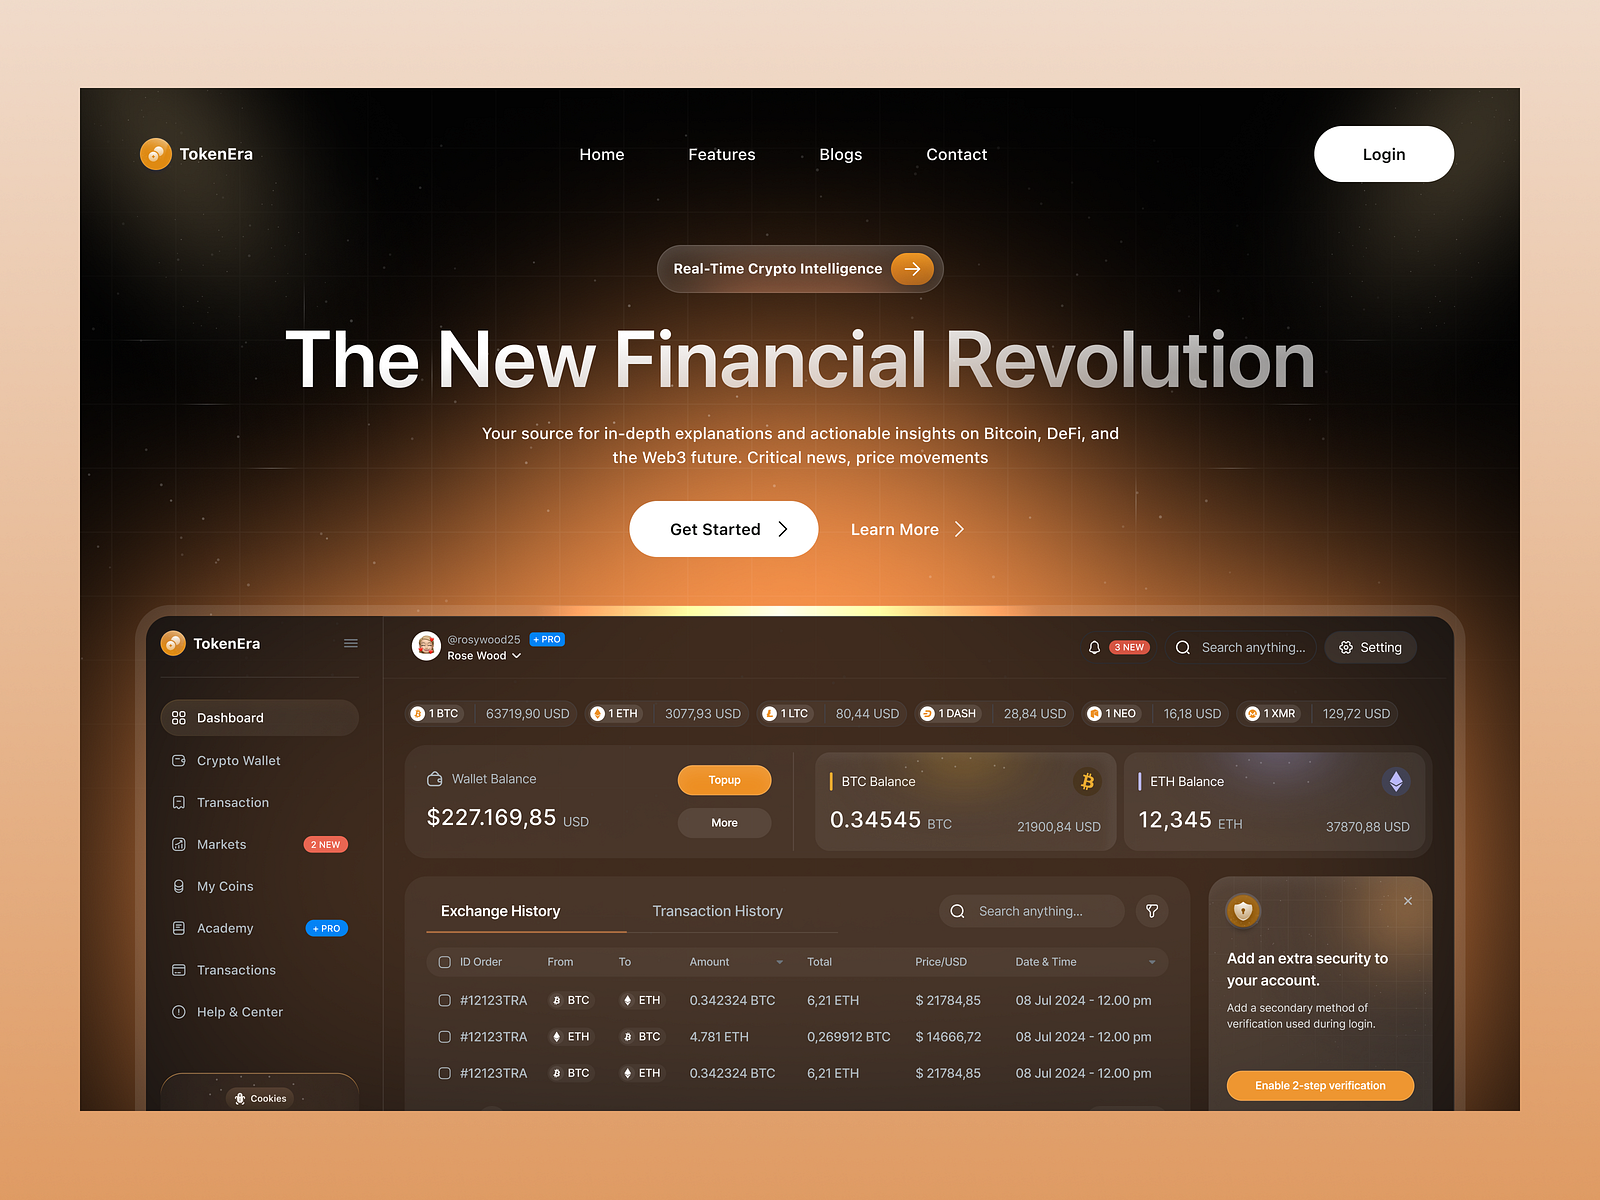 TokenEra
Home Features Blogs Contact
Login
Real-Time Crypto Intelligence
The New Financial Revolution
Your source for in-depth explanations and actionable insights on Bitcoin, DeFi, and
the Web3 future. Critical news, price movements
Get Started
Learn More
TokenEra
Dashboard
Crypto Wallet
Transaction
Markets 2 NEW
My Coins
Academy + PRO
Transactions
Help & Center
Cookies
@rosywood25 + PRO
Rose Wood
3 NEW
Search anything...
Setting
1 BTC 63719,90 USD
1 ETH 3077,93 USD
1 LTC 80,44 USD
1 DASH 28,84 USD
1 NEO 16,18 USD
1 XMR 129,72 USD
Wallet Balance
$227.169,85 USD
Topup
More
BTC Balance
0.34545 BTC 21900,84 USD
ETH Balance
12,345 ETH 37870,88 USD
Exchange History
Transaction History
Search anything...
ID Order From To Amount Total Price/USD Date & Time
#12123TRA BTC ETH 0.342324 BTC 6,21 ETH $ 21784,85 08 Jul 2024 - 12.00 pm
#12123TRA ETH BTC 4.781 ETH 0,269912 BTC $ 14666,72 08 Jul 2024 - 12.00 pm
#12123TRA BTC ETH 0.342324 BTC 6,21 ETH $ 21784,85 08 Jul 2024 - 12.00 pm
Add an extra security to
your account.
Add a secondary method of
verification used during login.
Enable 2-step verification